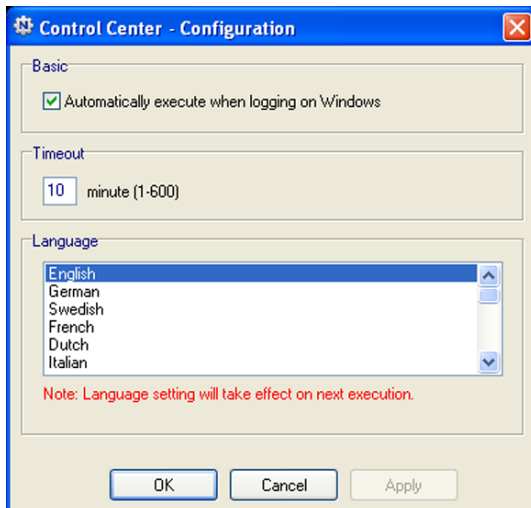 Control Center - Configuration
Basic
Automatically execute when logging on Windows
Timeout
10 minute (1-600)
Language
English
German
Swedish
French
Dutch
Italian
Note: Language setting will take effect on next execution.
OK Cancel Apply